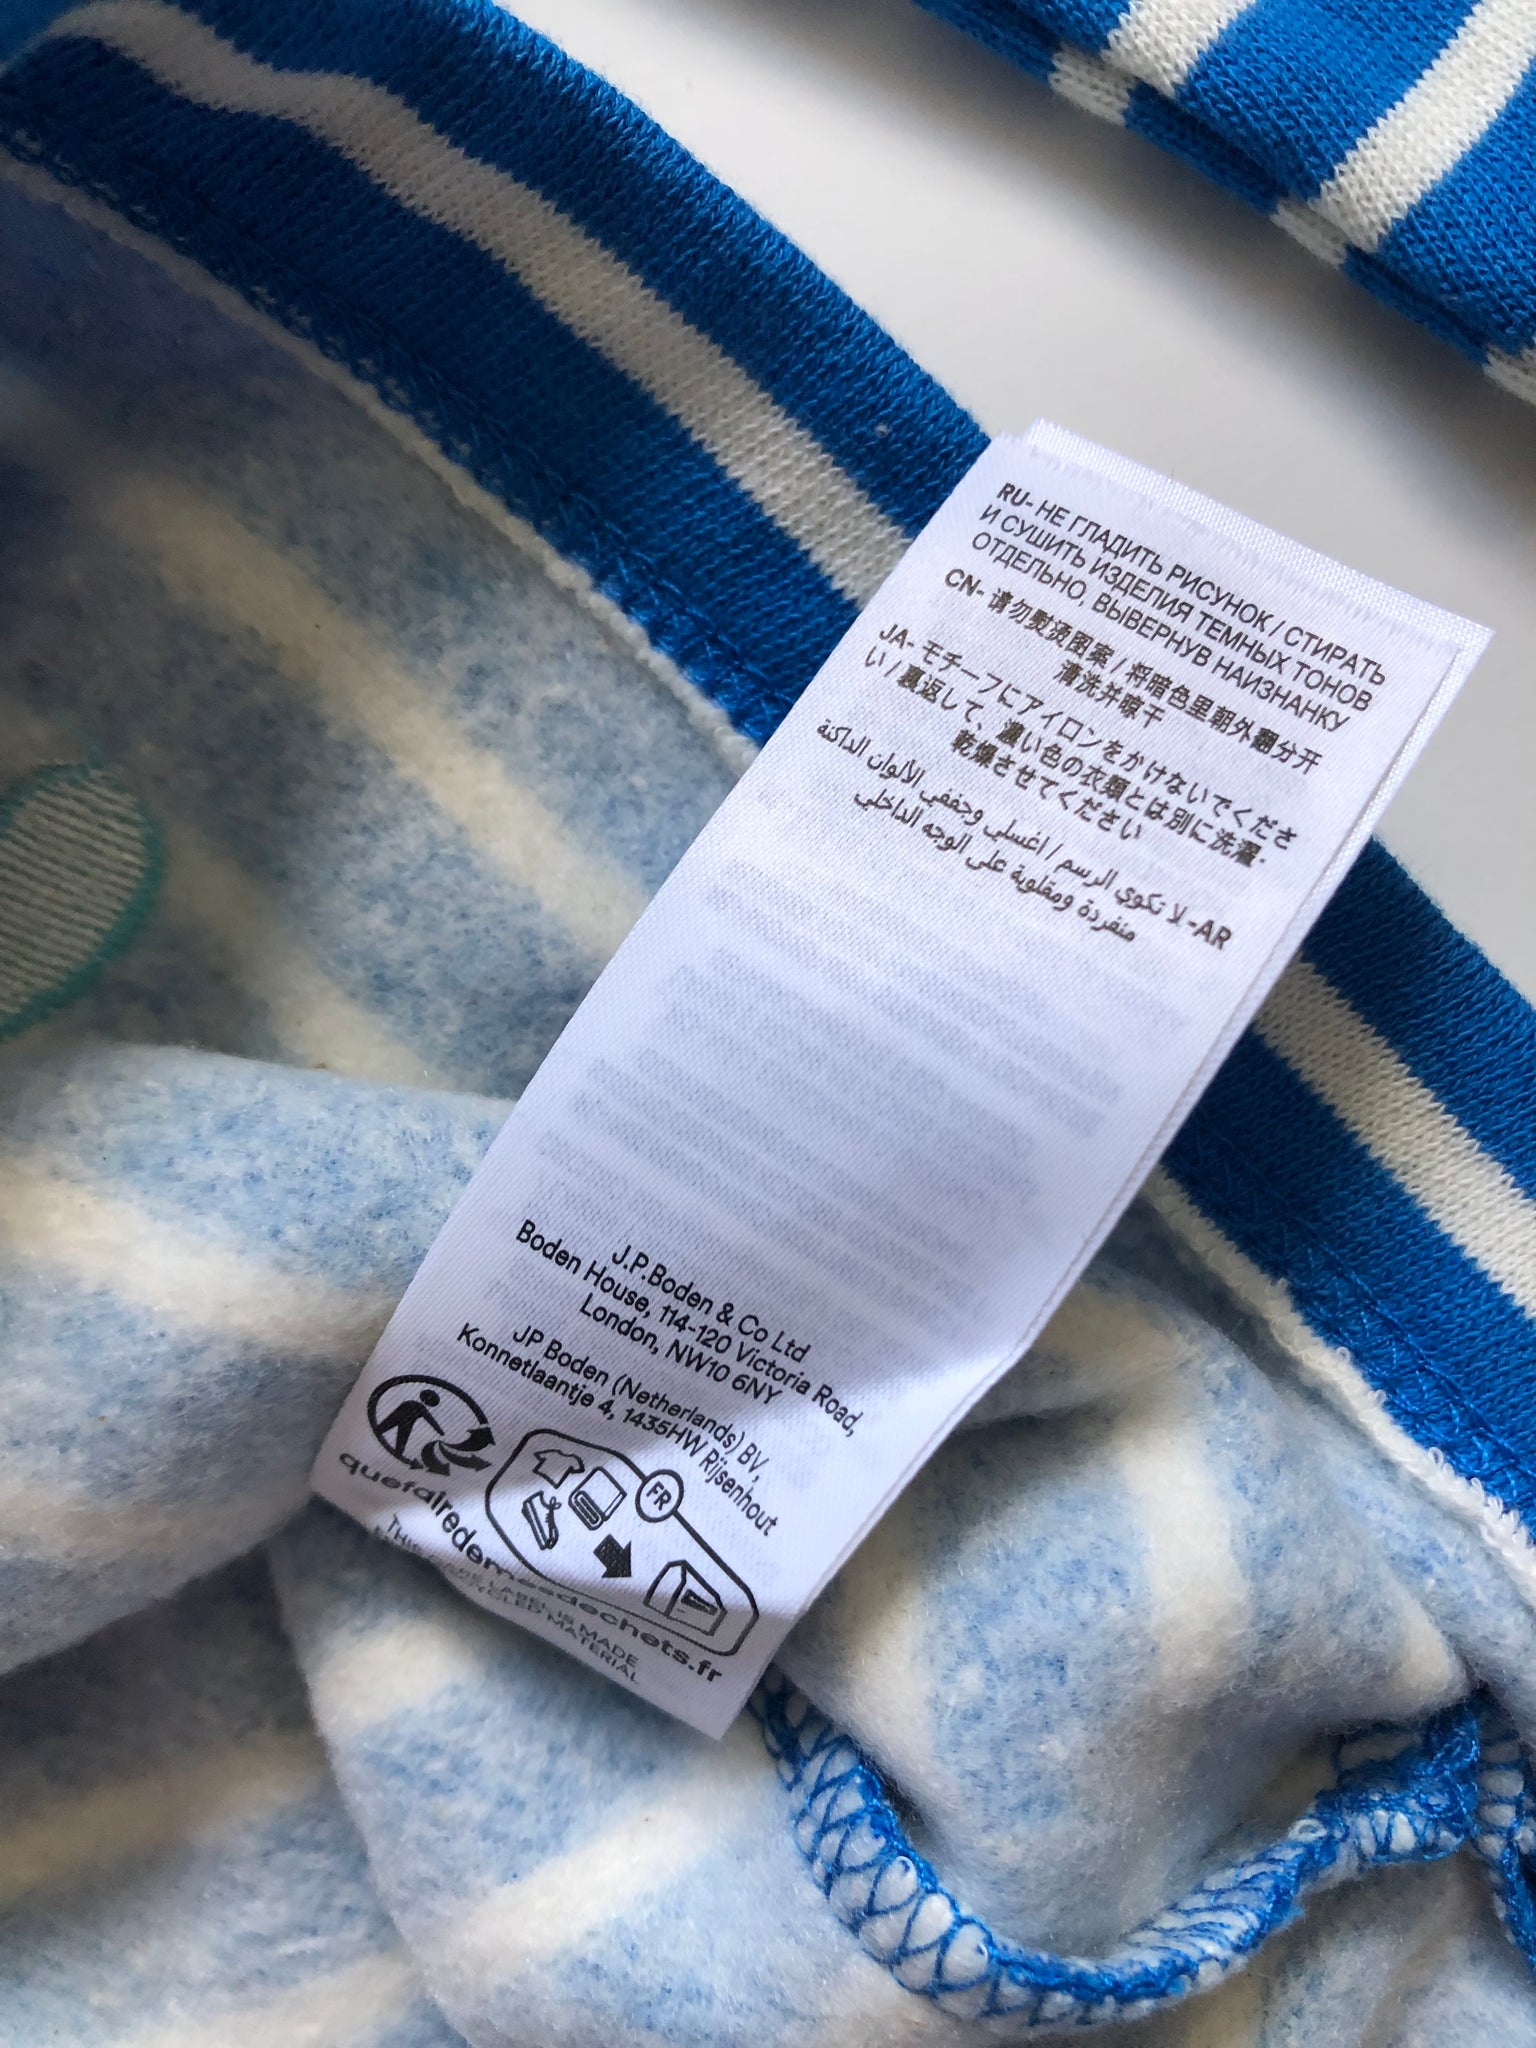 RU- НЕ ГЛАДИТЬ РИСУНОК / СТИРАТЬ
И СУШИТЬ ИЗДЕЛИЯ ТЕМНЫХ ТОНОВ
ОТДЕЛЬНО, ВЫВЕРНУВ НАИЗНАНКУ
CN- 请勿熨烫图案 / 将暗色里朝外翻分开
清洗并晾干
JA- モチーフにアイロンをかけないでくださ
い / 裏返して、濃い色の衣類とは別に洗濯·
乾燥させてください
AR- لا تكوي الرسم / اغسلي وجففي الألوان الداكنة
منفردة ومقلوبة على الوجه الداخلي
J.P.Boden & Co Ltd
Boden House, 114-120 Victoria Road,
London, NW10 6NY
JP Boden (Netherlands) BV,
Konnetlaantje 4, 1435HW Rijsenhout
FR
quefairedemesdechets.fr
LABEL IS MADE
MATERIAL